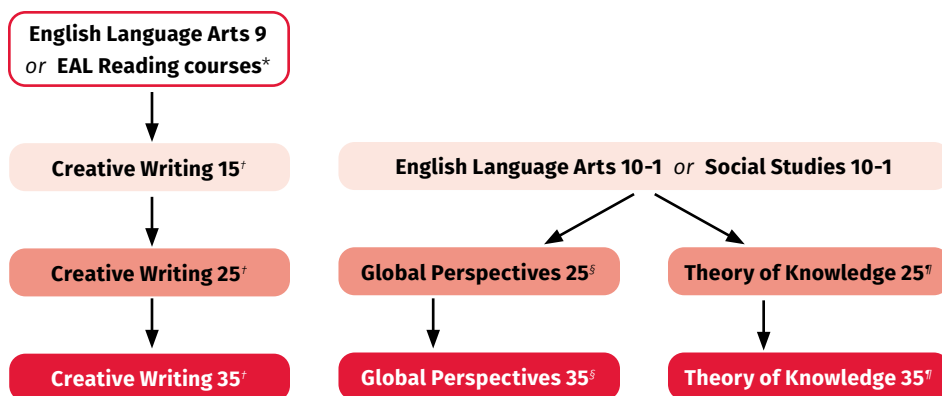 English Language Arts 9
or EAL Reading courses*
Creative Writing 15†
English Language Arts 10-1 or Social Studies 10-1
Creative Writing 25†
Global Perspectives 25§
Theory of Knowledge 25¶
Creative Writing 35†
Global Perspectives 35§
Theory of Knowledge 35¶